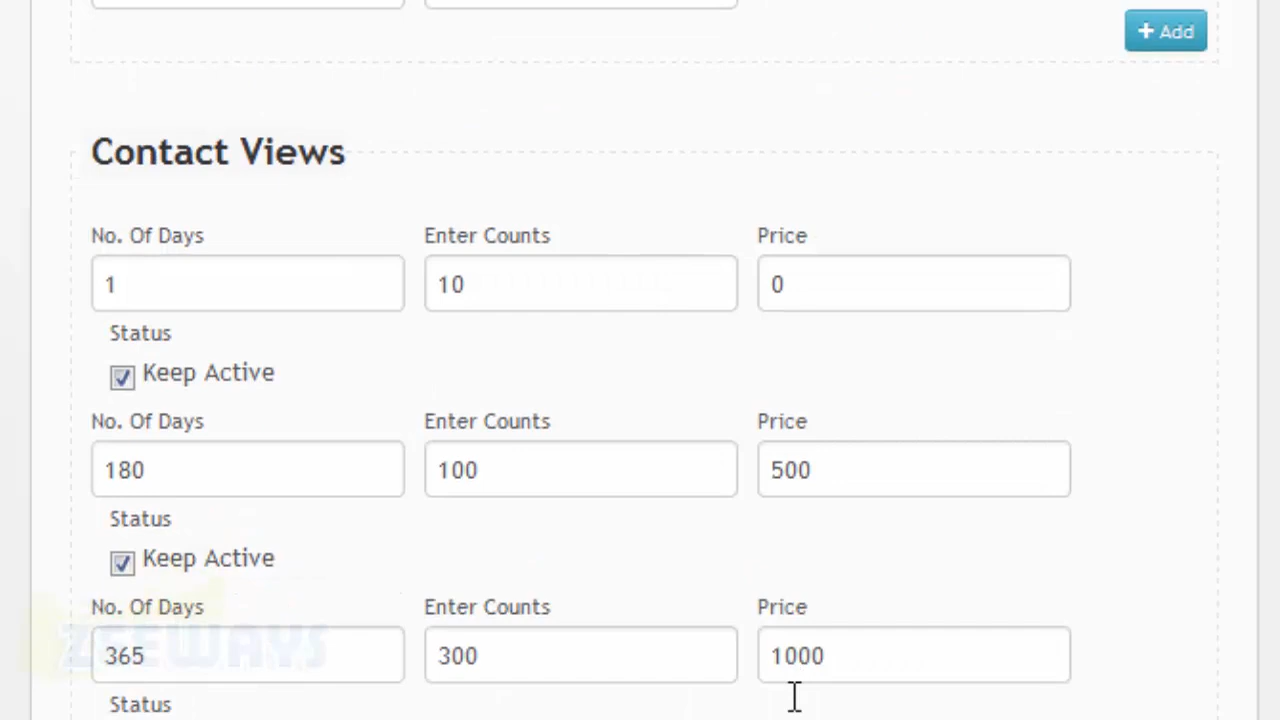 + Add
Contact Views
No. Of Days Enter Counts Price
1 10 0
Status
Keep Active
No. Of Days Enter Counts Price
180 100 500
Status
Keep Active
No. Of Days Enter Counts Price
365 300 1000
ZEEWAYS
Status